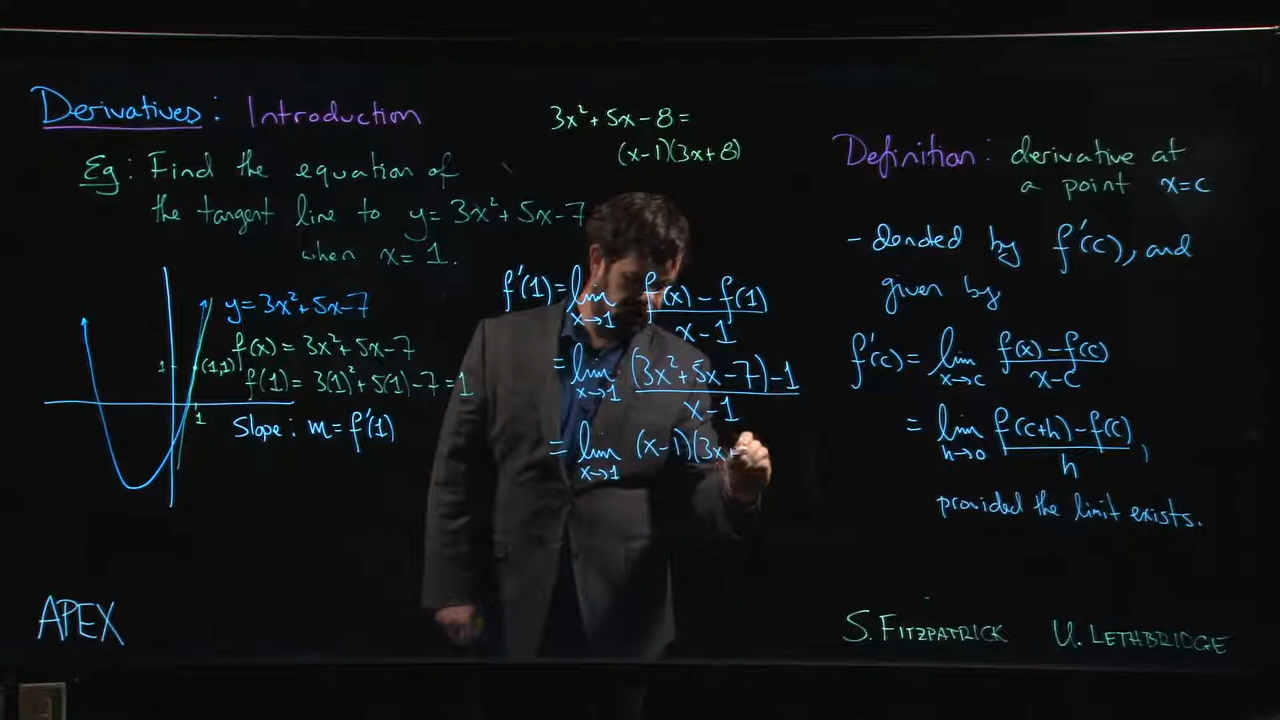 Derivatives: Introduction
Eg: Find the equation of
the tangent line to y = 3x² + 5x - 7
when x = 1.
y = 3x² + 5x - 7
f(x) = 3x² + 5x - 7
1 (1,1)
f(1) = 3(1)² + 5(1) - 7 = 1
1
Slope: m = f'(1)
APEX
3x² + 5x - 8 =
(x-1)(3x+8)
f'(1) = lim x→1 f(x) - f(1) / x - 1
= lim x→1 (3x² + 5x - 7) - 1 / x - 1
= lim x→1 (x-1)(3x+
Definition: derivative at
a point x=c
- denoted by f'(c), and
given by
f'(c) = lim x→c f(x) - f(c) / x - c
= lim h→0 f(c+h) - f(c) / h ,
provided the limit exists.
S. FITZPATRICK U. LETHBRIDGE